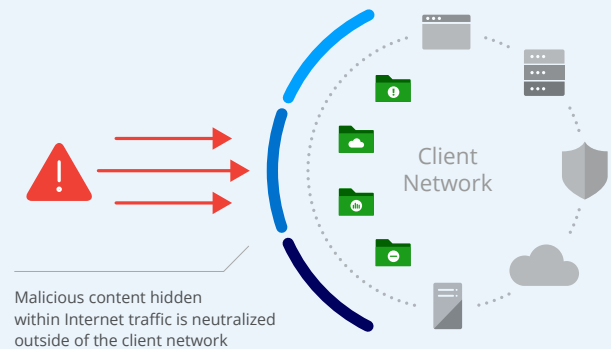 Client
Network
Malicious content hidden
within Internet traffic is neutralized
outside of the client network